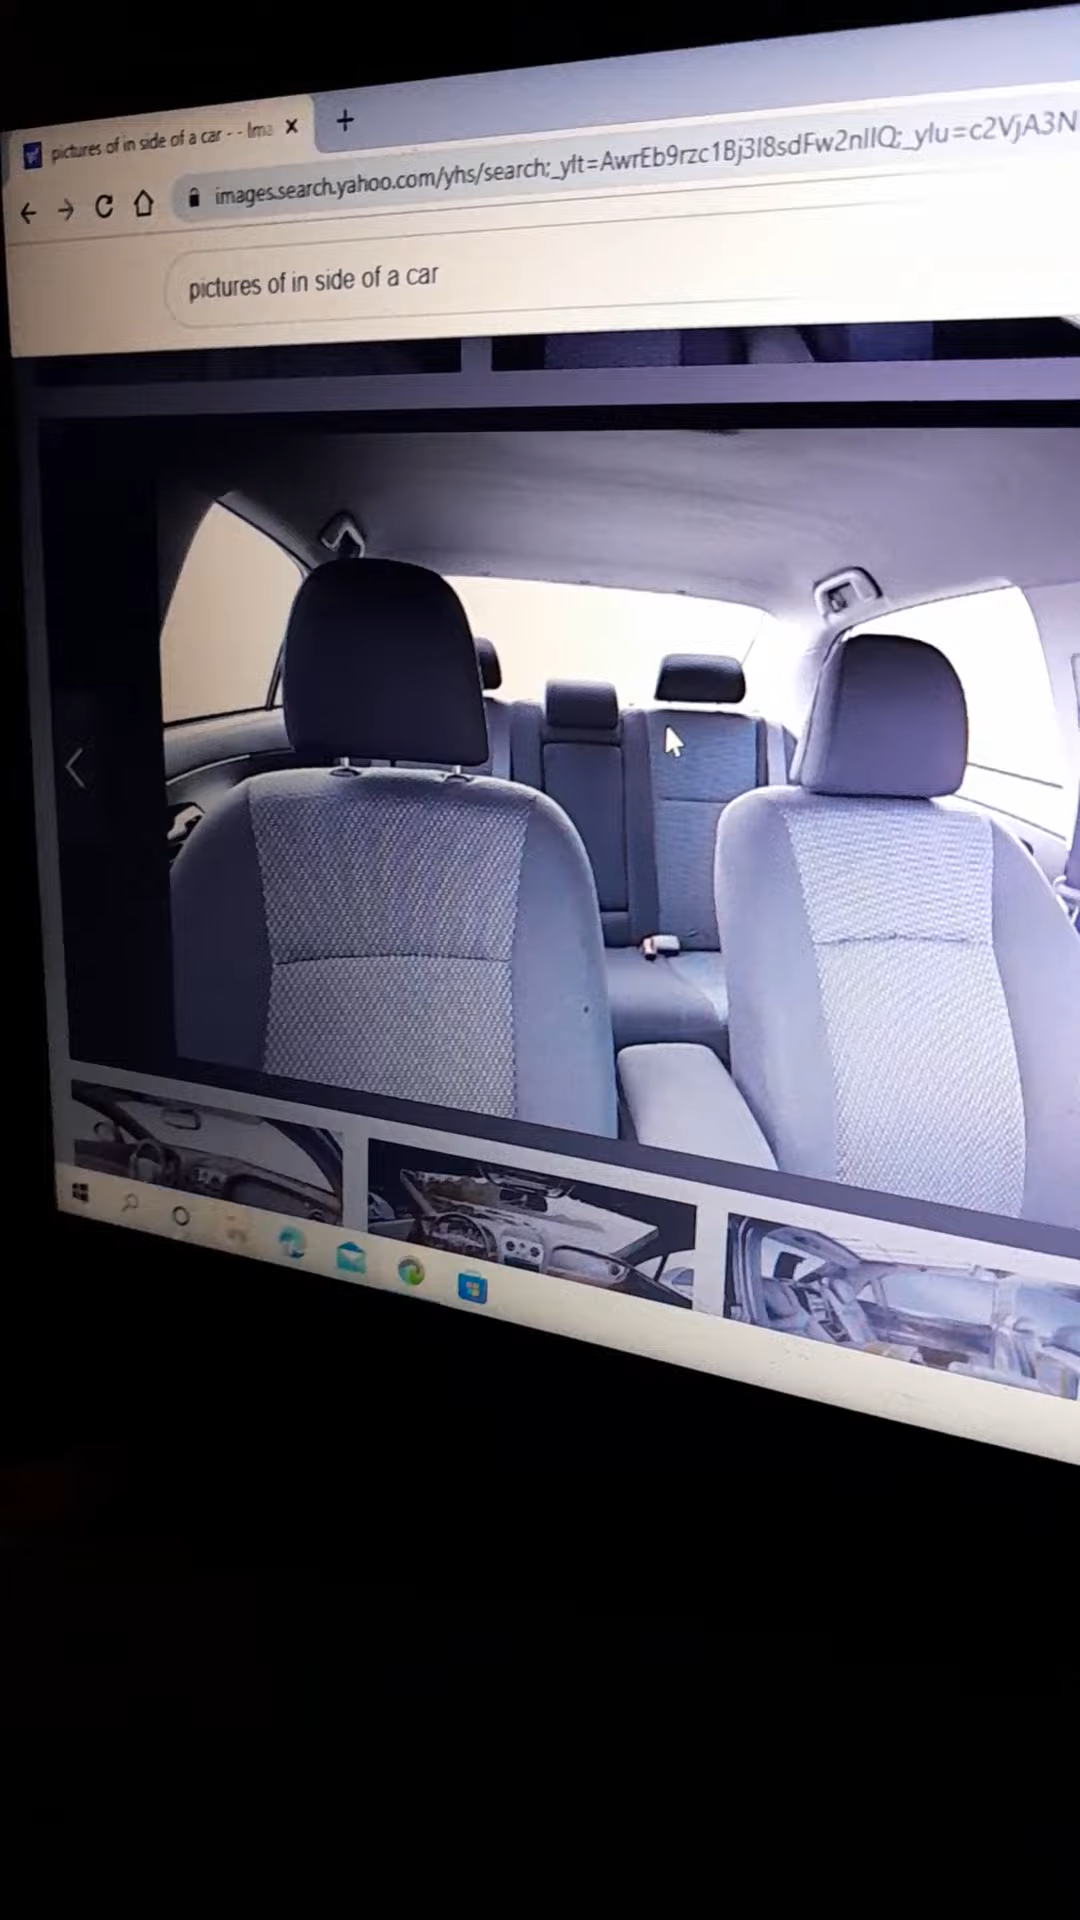 pictures of in side of a car - - Ima
images.search.yahoo.com/yhs/search;_ylt=AwrEb9rzc1Bj3I8sdFw2nIlQ;_ylu=c2VjA3N
pictures of in side of a car